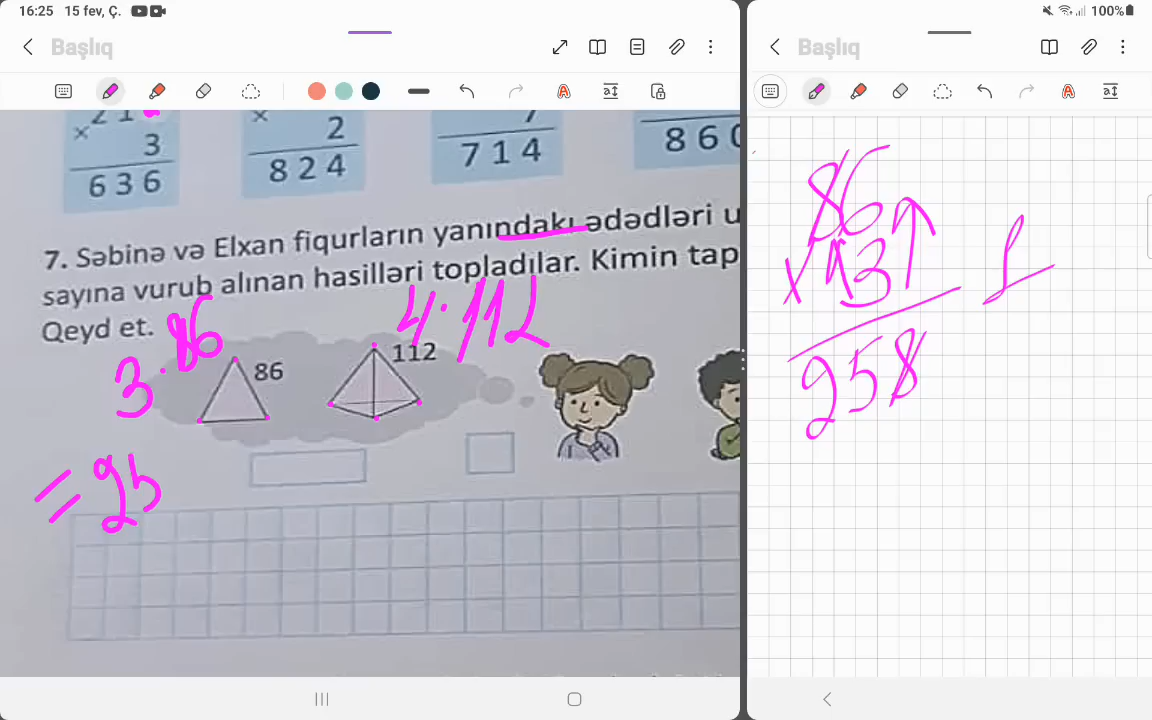 16:25 15 fev, Ç.
100%
Başlıq
Başlıq
× 3
636
× 2
824
714
860
7. Səbinə və Elxan fiqurların yanındakı ədədləri u
sayına vurub alınan hasilləri topladılar. Kimin tap
Qeyd et.
3·86
4·112
86
112
=25
86
×
3
1
258